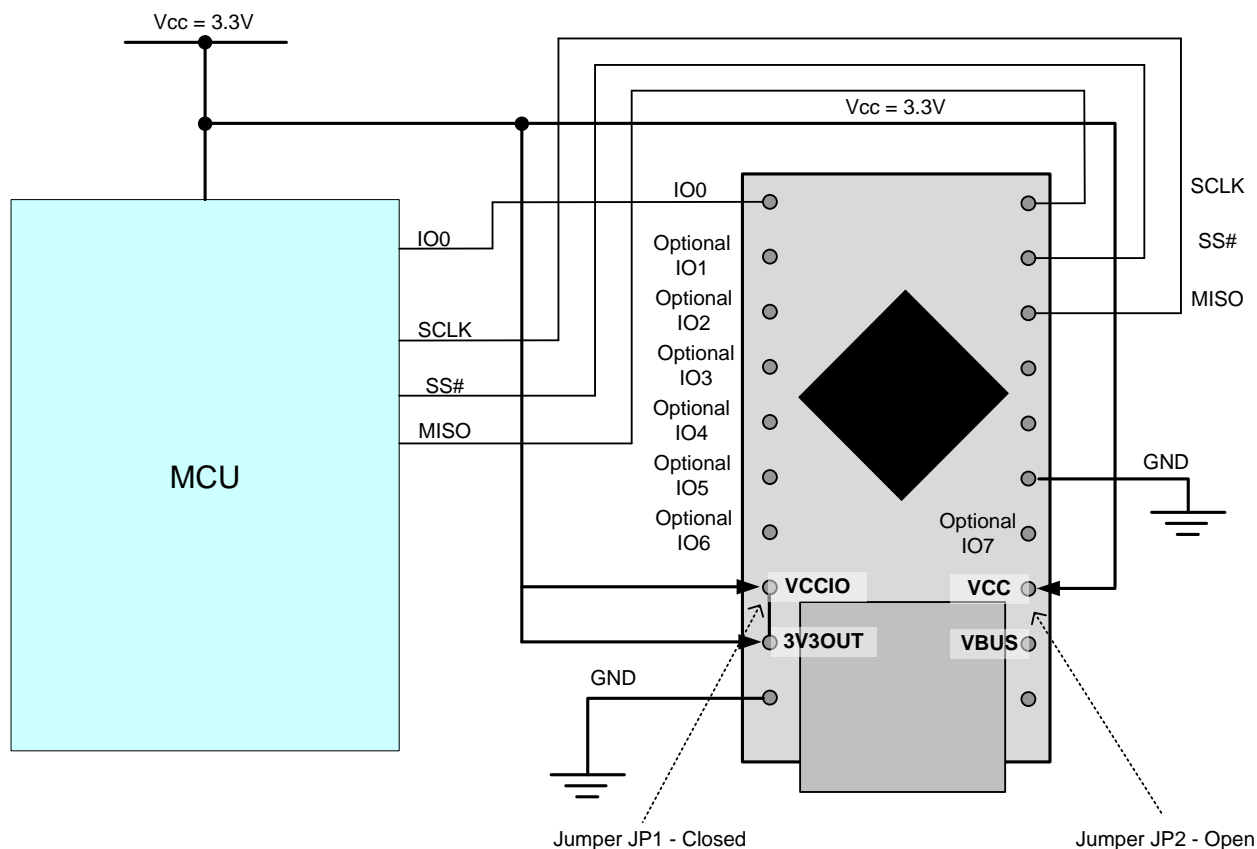 Vcc = 3.3V
Vcc = 3.3V
IO0
IO0
SCLK
Optional
IO1
SS#
Optional
IO2
MISO
SCLK
Optional
IO3
SS#
Optional
IO4
MISO
MCU
Optional
IO5
GND
Optional
IO6
Optional
IO7
VCCIO
VCC
3V3OUT
VBUS
GND
Jumper JP1 - Closed
Jumper JP2 - Open